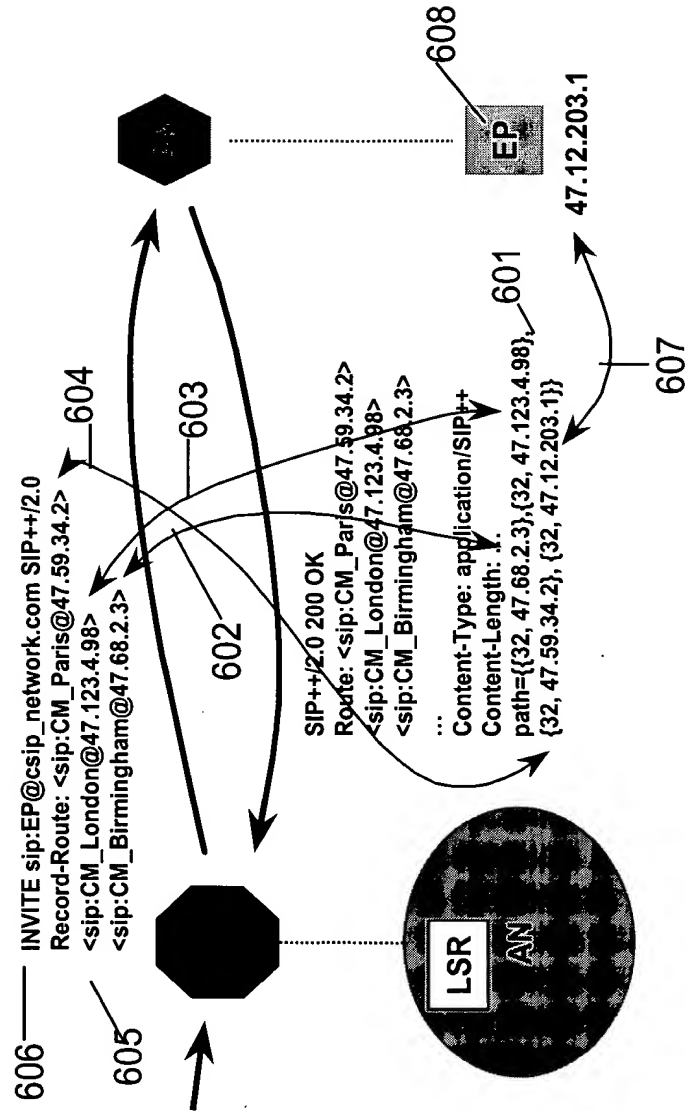 606
INVITE sip:EP@csip_network.com SIP++/2.0
Record-Route: <sip:CM_Paris@47.59.34.2>
<sip:CM_London@47.123.4.98>
<sip:CM_Birmingham@47.68.2.3>
605
604
603
602
SIP++/2.0 200 OK
Route: <sip:CM_Paris@47.59.34.2>
<sip:CM_London@47.123.4.98>
<sip:CM_Birmingham@47.68.2.3>
...
Content-Type: application/SIP++
Content-Length: ...
path={{32, 47.68.2.3},{32, 47.123.4.98},
{32, 47.59.34.2}, {32, 47.12.203.1}}
601
607
608
EP
47.12.203.1
LSR
AN